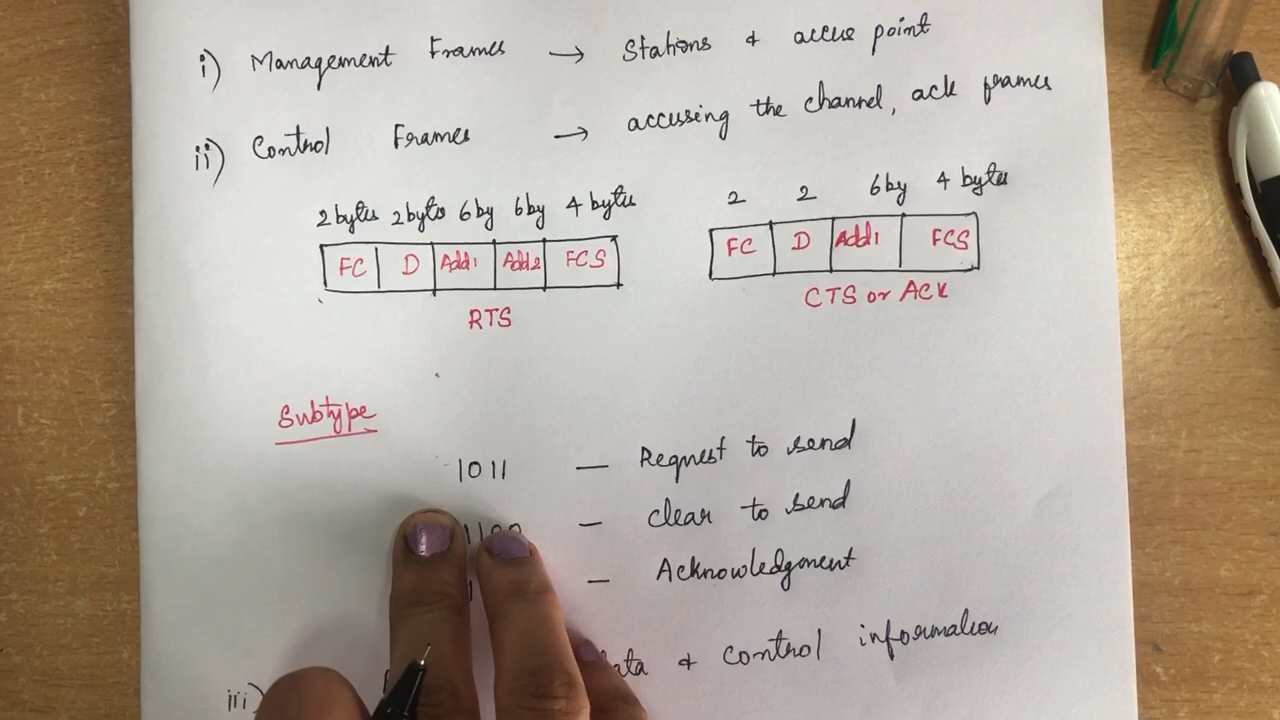 i) Management Frames → Stations & access point
ii) Control Frames → accessing the channel, ack frames
2 bytes 2 bytes 6 by 6 by 4 bytes
FC D Add1 Add2 FCS
RTS
2 2 6 by 4 bytes
FC D Add1 FCS
CTS or ACK
Subtype
1011 — Request to send
1100 — clear to send
— Acknowledgment
iii) & control information